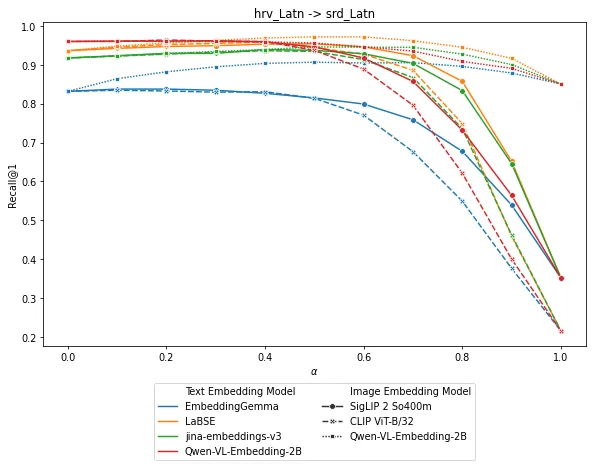 hrv_Latn -> srd_Latn
Recall@1
1.0
0.9
0.8
0.7
0.6
0.5
0.4
0.3
0.2
0.0
0.2
0.4
0.6
0.8
1.0
α
Text Embedding Model
EmbeddingGemma
LaBSE
jina-embeddings-v3
Qwen-VL-Embedding-2B
Image Embedding Model
SigLIP 2 So400m
CLIP ViT-B/32
Qwen-VL-Embedding-2B